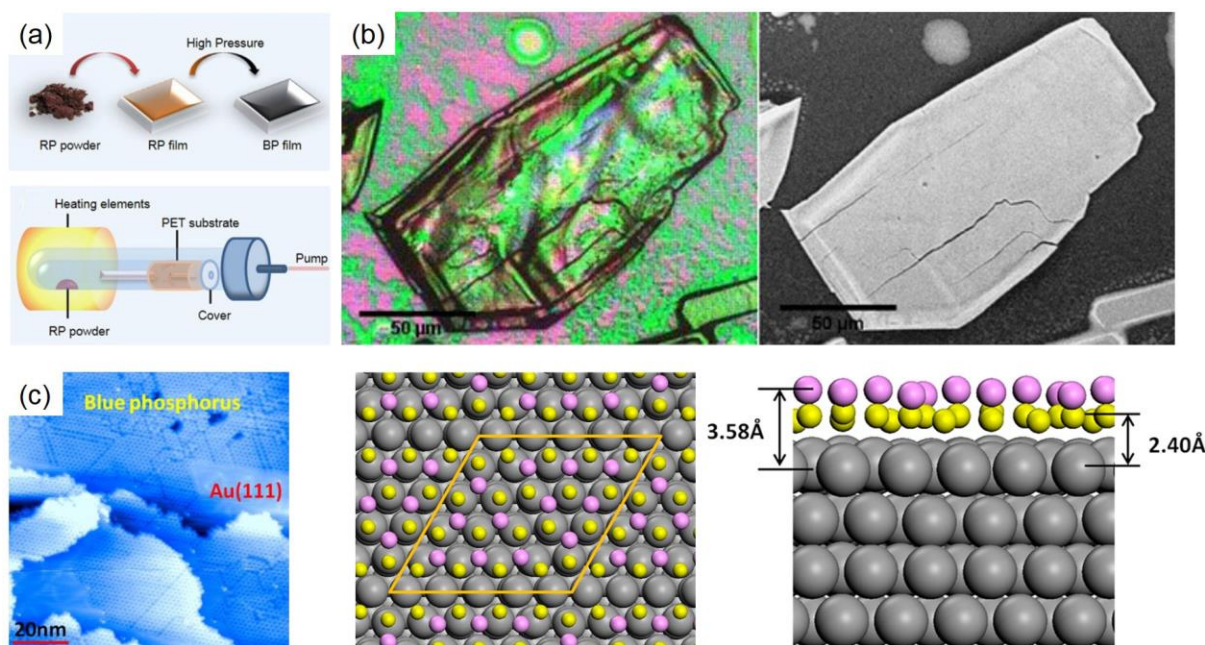 (a)
High Pressure
RP powder
RP film
BP film
Heating elements
PET substrate
Pump
Cover
RP powder
(b)
50 μm
50 μm
(c)
Blue phosphorus
Au(111)
20nm
3.58Å
2.40Å